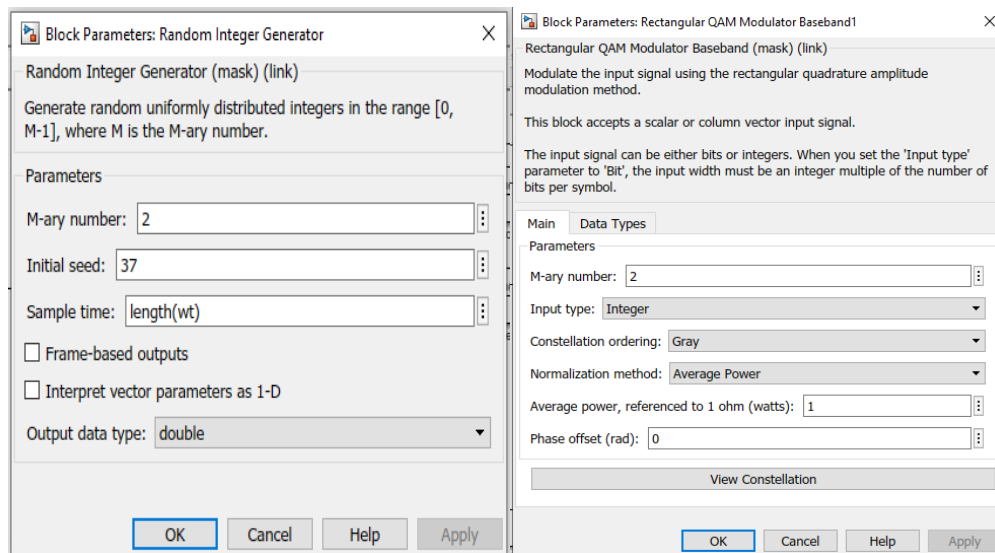 Block Parameters: Random Integer Generator
Random Integer Generator (mask) (link)
Generate random uniformly distributed integers in the range [0,
M-1], where M is the M-ary number.
Parameters
M-ary number: 2
Initial seed: 37
Sample time: length(wt)
Frame-based outputs
Interpret vector parameters as 1-D
Output data type: double
OK Cancel Help Apply
Block Parameters: Rectangular QAM Modulator Baseband1
Rectangular QAM Modulator Baseband (mask) (link)
Modulate the input signal using the rectangular quadrature amplitude
modulation method.
This block accepts a scalar or column vector input signal.
The input signal can be either bits or integers. When you set the 'Input type'
parameter to 'Bit', the input width must be an integer multiple of the number of
bits per symbol.
Main Data Types
Parameters
M-ary number: 2
Input type: Integer
Constellation ordering: Gray
Normalization method: Average Power
Average power, referenced to 1 ohm (watts): 1
Phase offset (rad): 0
View Constellation
OK Cancel Help Apply